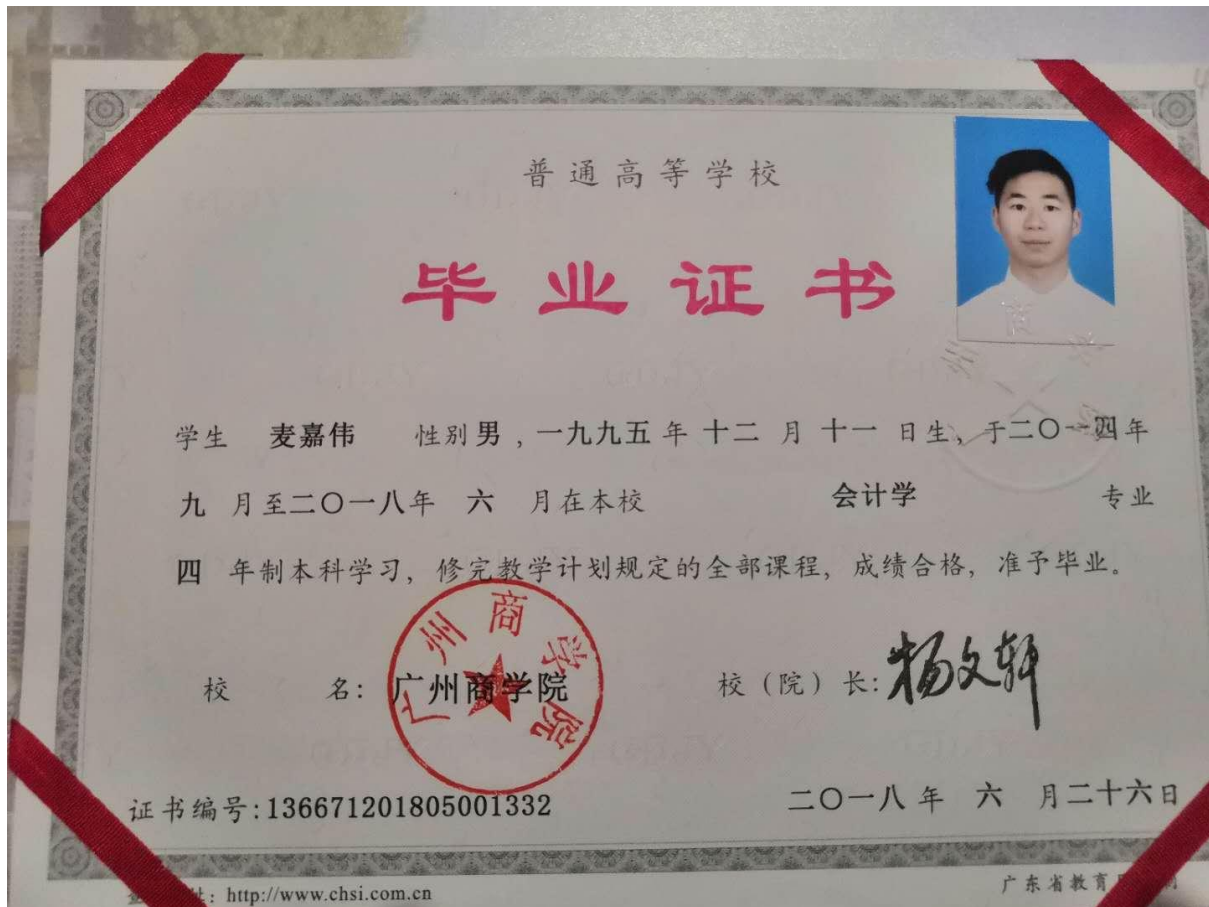 普通高等学校
毕业证书
学生 麦嘉伟 性别 男 , 一九九五 年 十二 月 十一 日生, 于二〇一四年
九 月至二〇一八年 六 月在本校 会计学 专业
四 年制本科学习, 修完教学计划规定的全部课程, 成绩合格, 准予毕业。
广州商学院
校 名: 广州商学院 校（院）长: 杨文轩
证书编号:136671201805001332 二〇一八 年 六 月二十六日
址: http://www.chsi.com.cn 广东省教育